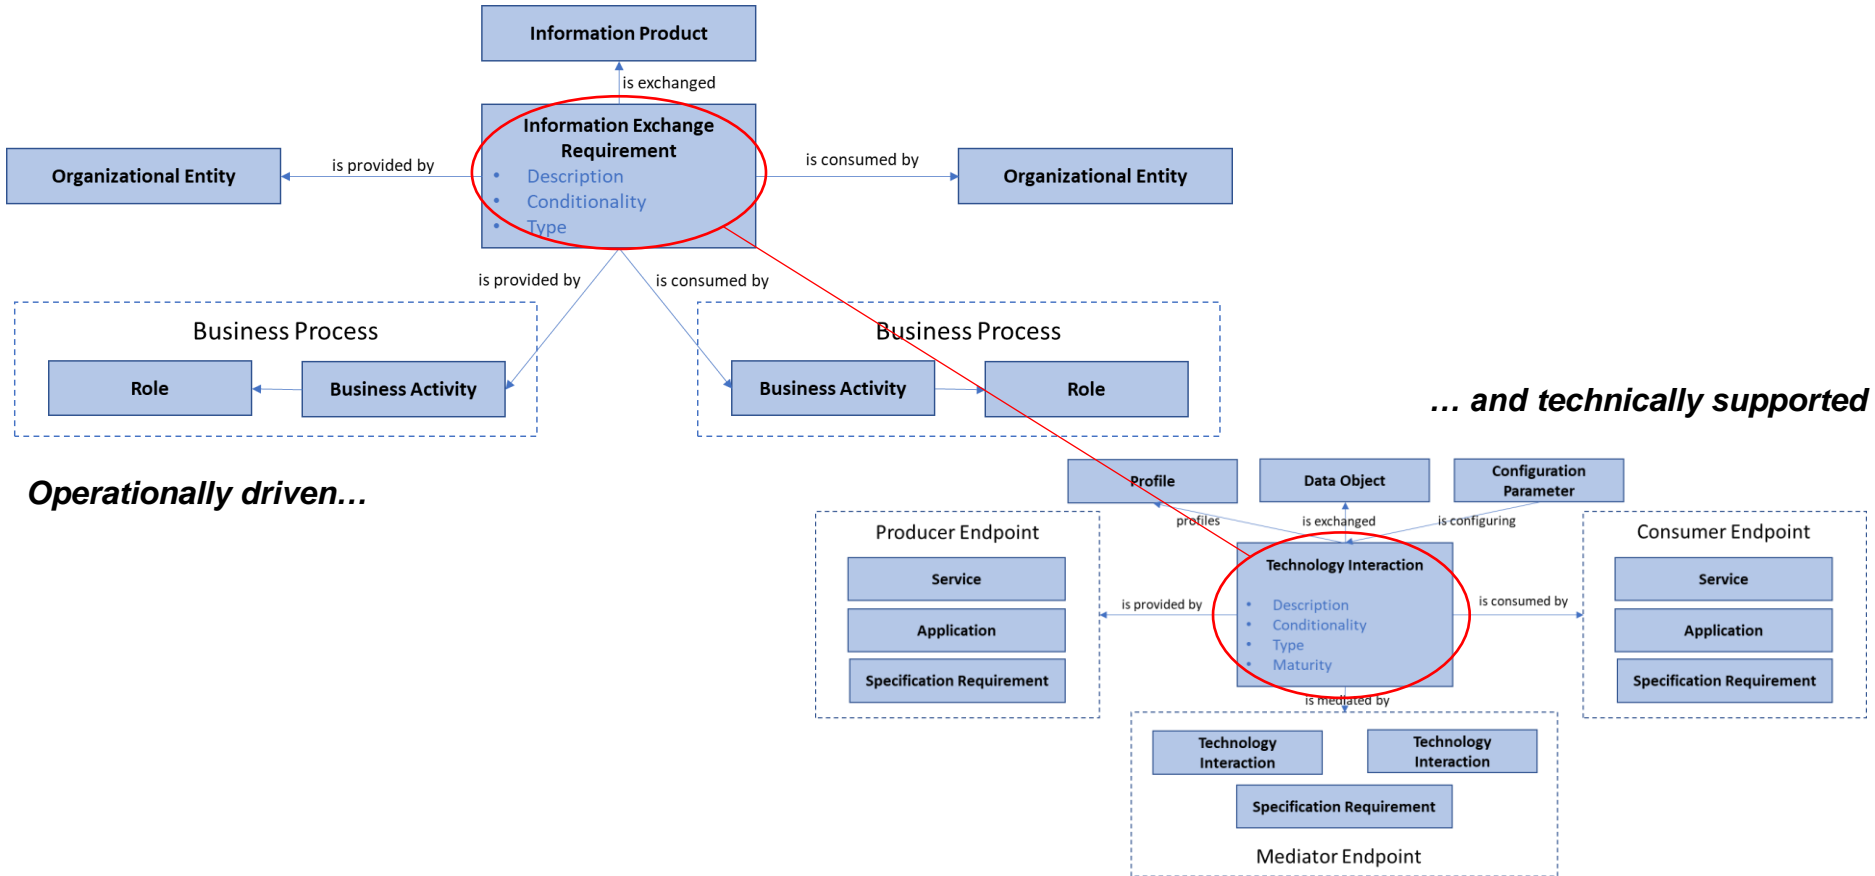 Information Product
is exchanged
Information Exchange
Requirement
• Description
• Conditionality
• Type
Organizational Entity
is provided by
is consumed by
Organizational Entity
is provided by
is consumed by
Business Process
Role
Business Activity
Business Process
Business Activity
Role
Operationally driven…
… and technically supported
Profile
Data Object
Configuration
Parameter
profiles
is exchanged
is configuring
Producer Endpoint
Service
Application
Specification Requirement
is provided by
Technology Interaction
• Description
• Conditionality
• Type
• Maturity
is consumed by
Consumer Endpoint
Service
Application
Specification Requirement
is mediated by
Technology
Interaction
Technology
Interaction
Specification Requirement
Mediator Endpoint